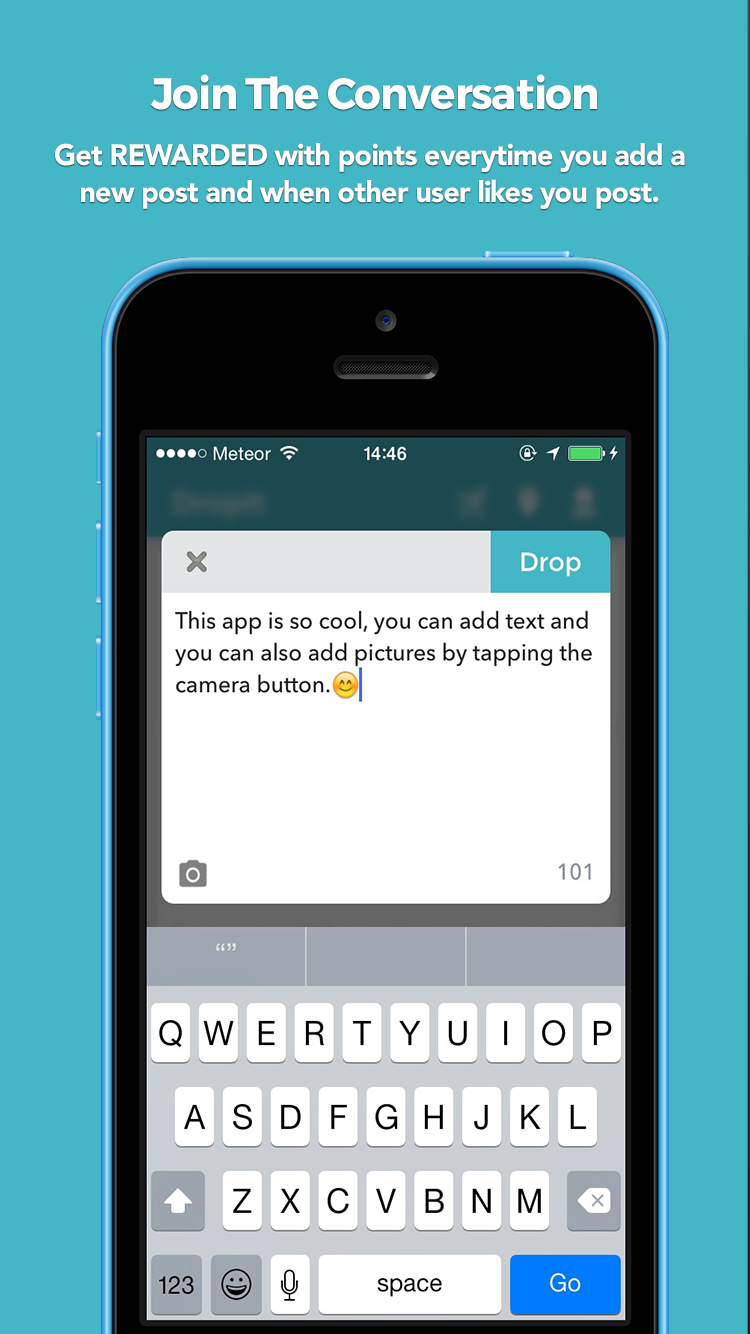 Join The Conversation
Get REWARDED with points everytime you add a
new post and when other user likes you post.
Meteor 14:46
DropIt
Drop
This app is so cool, you can add text and
you can also add pictures by tapping the
camera button.😊
101
“”
Q W E R T Y U I O P
A S D F G H J K L
Z X C V B N M
123 space Go